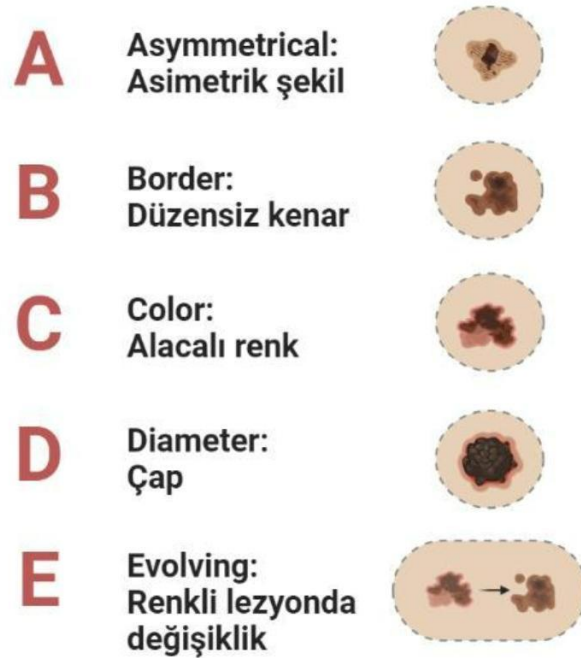 A
Asymmetrical:
Asimetrik şekil
B
Border:
Düzensiz kenar
C
Color:
Alacalı renk
D
Diameter:
Çap
E
Evolving:
Renkli lezyonda
değişiklik